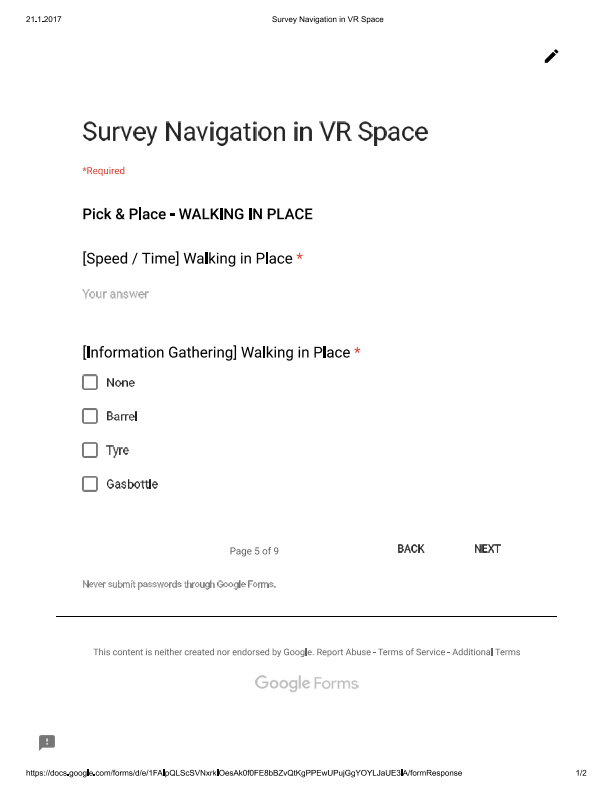 21.1.2017
Survey Navigation in VR Space
Survey Navigation in VR Space
*Required
Pick & Place - WALKING IN PLACE
[Speed / Time] Walking in Place *
Your answer
[Information Gathering] Walking in Place *
None
Barrel
Tyre
Gasbottle
Page 5 of 9
BACK
NEXT
Never submit passwords through Google Forms.
This content is neither created nor endorsed by Google. Report Abuse - Terms of Service - Additional Terms
Google Forms
https://docs.google.com/forms/d/e/1FAIpQLScSVNxrkIOesAk0f0FE8bBZvQtKgPPEwUPujGgYOYLJaUE3IA/formResponse
1/2